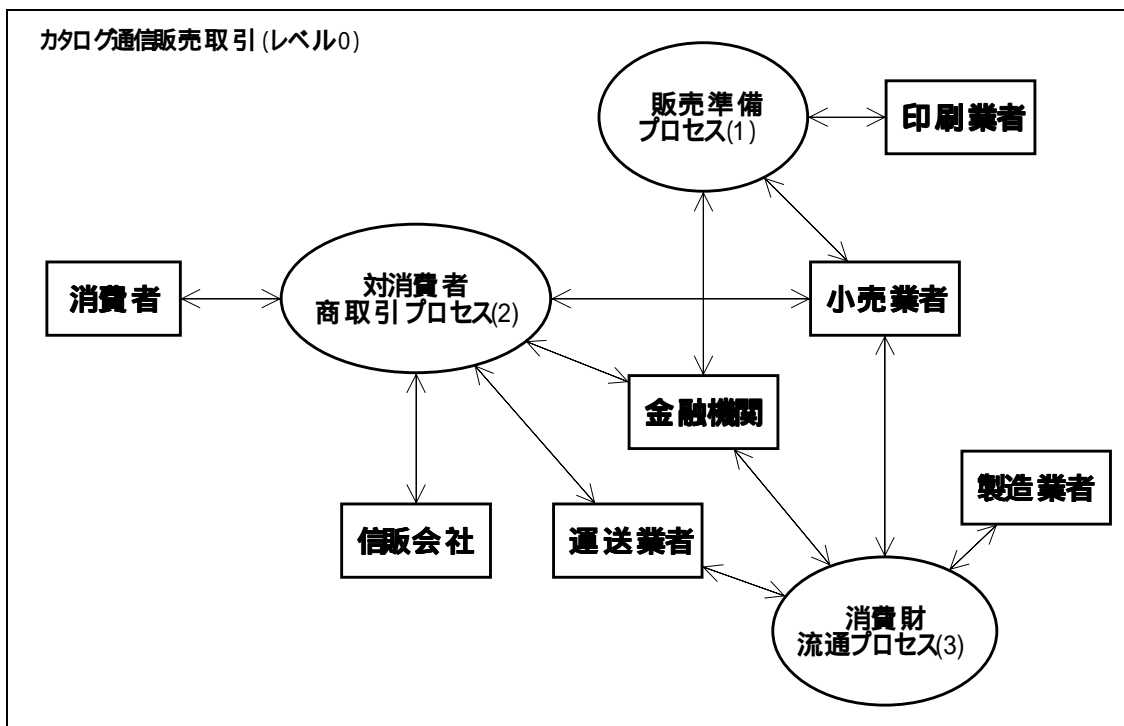 カタログ通信販売取引(レベル0)
販売準備
プロセス(1)
印刷業者
消費者
対消費者
商取引プロセス(2)
小売業者
金融機関
製造業者
信販会社
運送業者
消費財
流通プロセス(3)